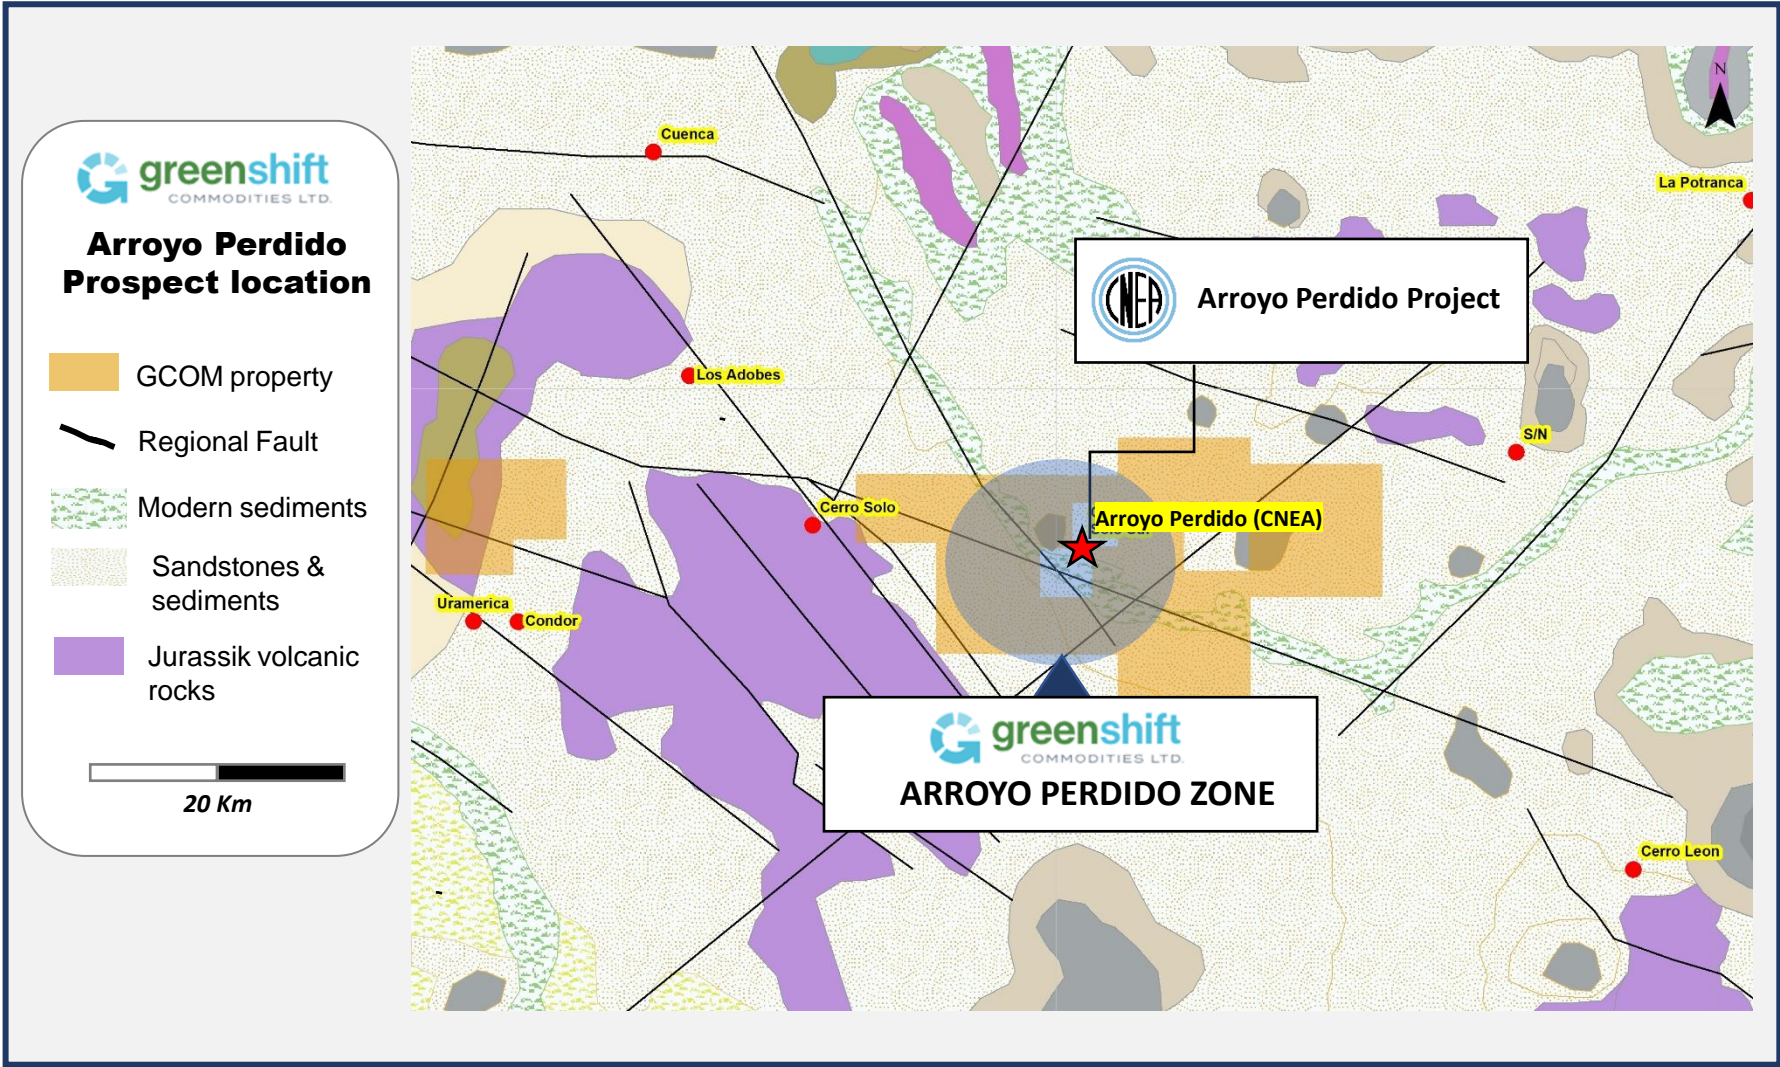 greenshift
COMMODITIES LTD.
Arroyo Perdido
Prospect location
GCOM property
Regional Fault
Modern sediments
Sandstones &
sediments
Jurassik volcanic
rocks
20 Km
N
Cuenca
La Potranca
CNEA
Arroyo Perdido Project
Los Adobes
S/N
Cerro Solo
Arroyo Perdido (CNEA)
Uramerica
Condor
greenshift
COMMODITIES LTD.
ARROYO PERDIDO ZONE
Cerro Leon